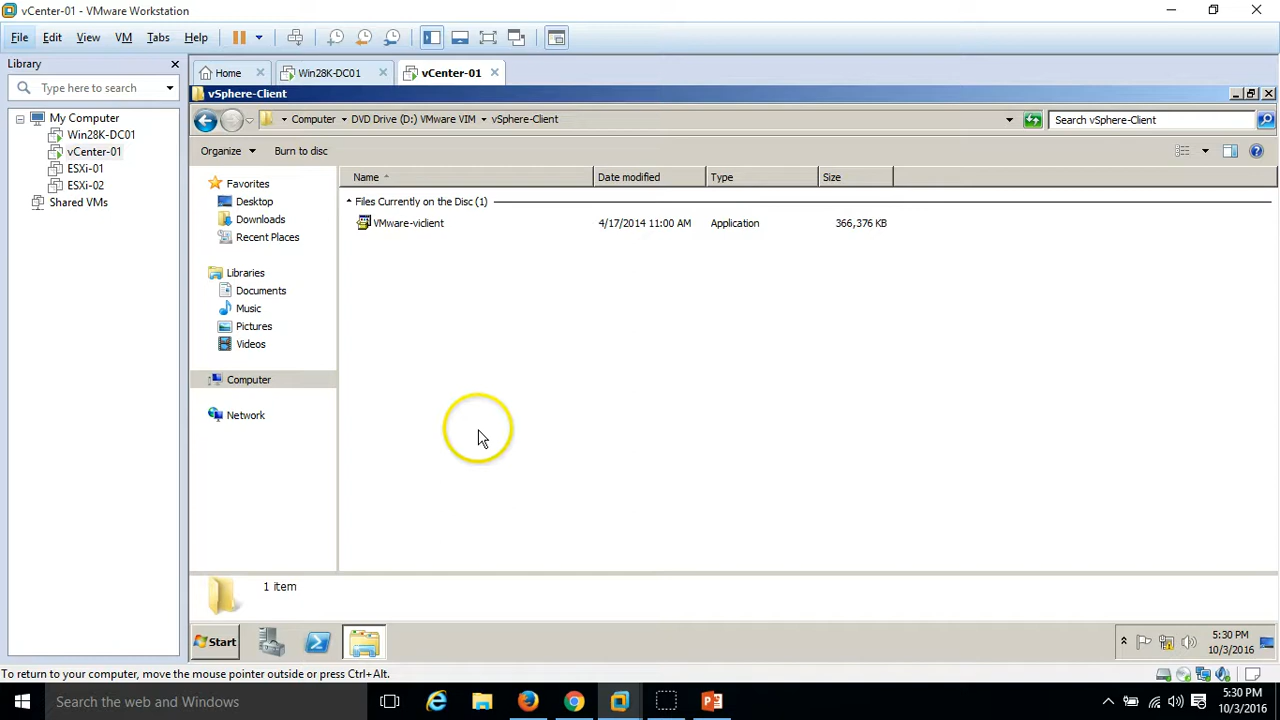 vCenter-01 - VMware Workstation
File Edit View VM Tabs Help
Library
Type here to search
My Computer
Win28K-DC01
vCenter-01
ESXi-01
ESXi-02
Shared VMs
Home Win28K-DC01 vCenter-01
vSphere-Client
Computer DVD Drive (D:) VMware VIM vSphere-Client
Search vSphere-Client
Organize Burn to disc
Favorites
Desktop
Downloads
Recent Places
Libraries
Documents
Music
Pictures
Videos
Computer
Network
Name Date modified Type Size
Files Currently on the Disc (1)
VMware-viclient 4/17/2014 11:00 AM Application 366,376 KB
1 item
Start
5:30 PM
10/3/2016
To return to your computer, move the mouse pointer outside or press Ctrl+Alt.
Search the web and Windows
5:30 PM
10/3/2016